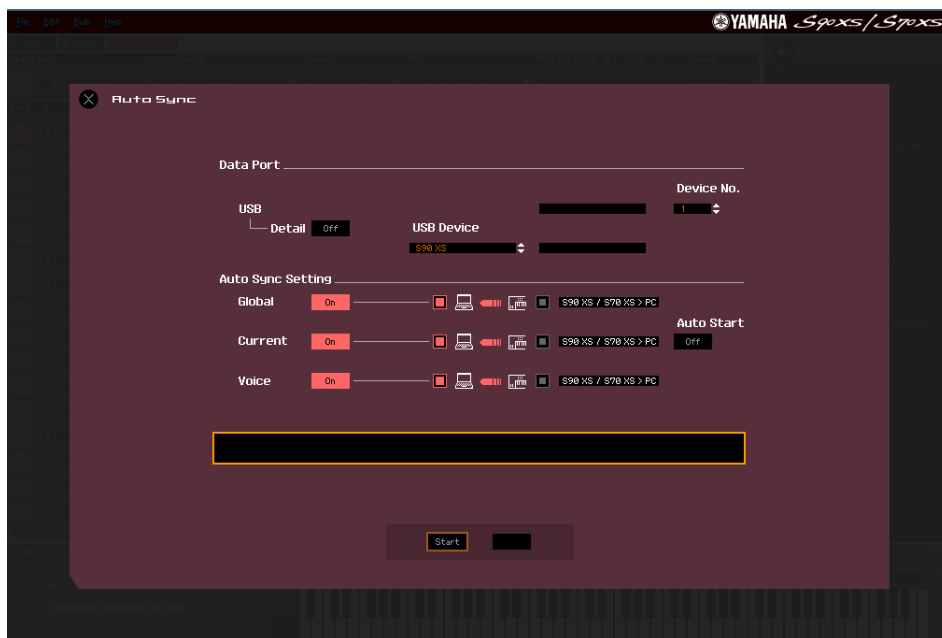 File Edit Bulk Help
YAMAHA S90XS/S70XS
Auto Sync
Data Port
Device No.
USB
1
Detail Off
USB Device
S90 XS
Auto Sync Setting
Global On S90 XS / S70 XS > PC
Auto Start
Current On S90 XS / S70 XS > PC Off
Voice On S90 XS / S70 XS > PC
Start